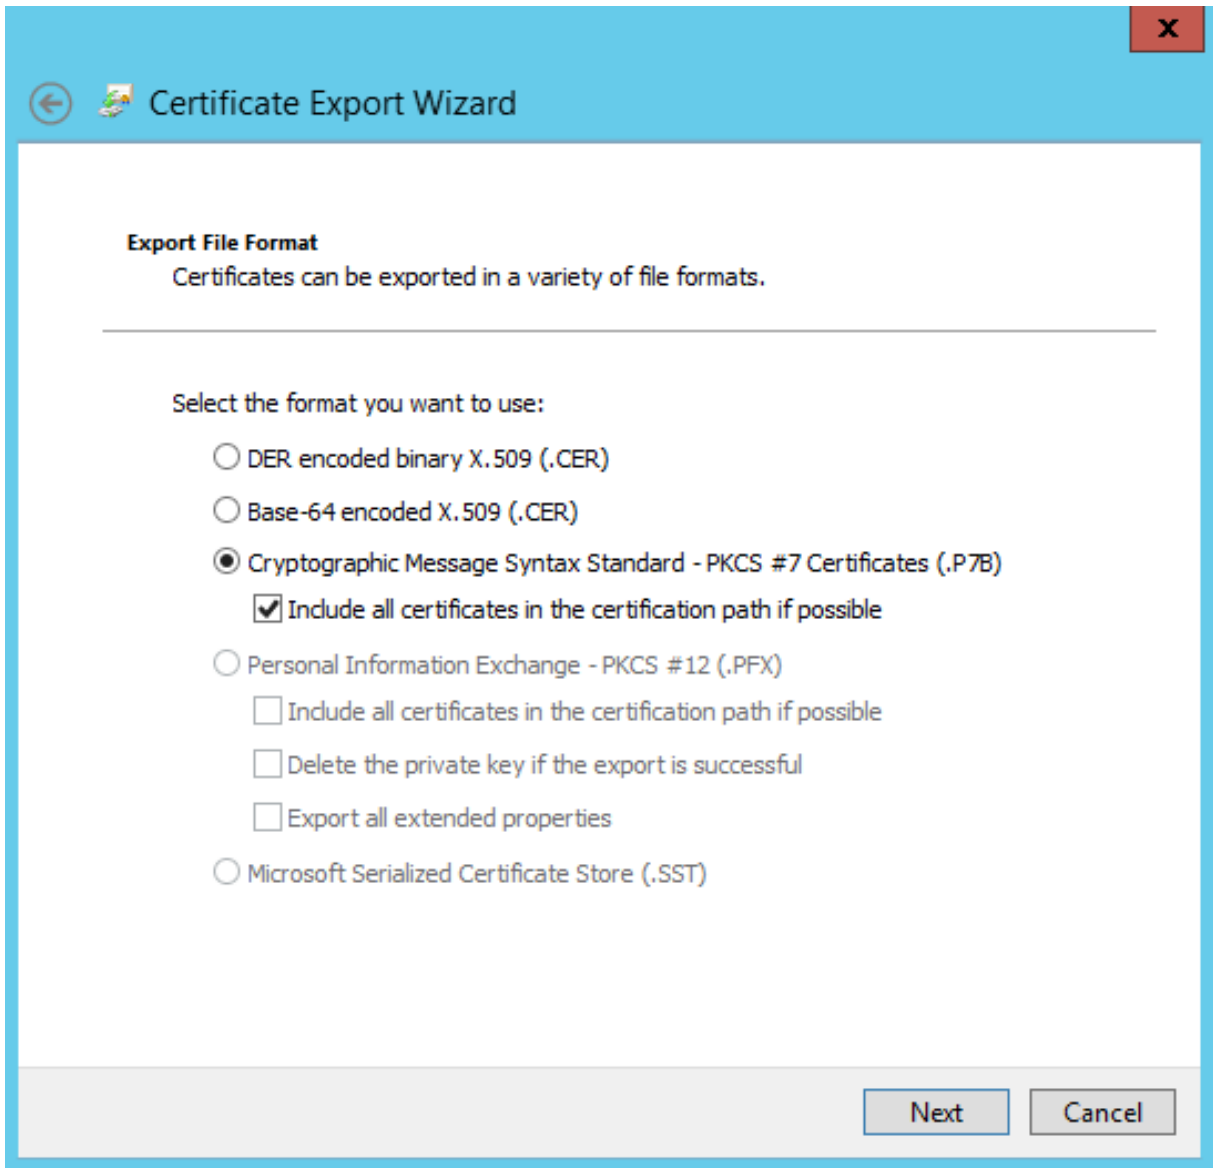 x
Certificate Export Wizard
Export File Format
Certificates can be exported in a variety of file formats.
Select the format you want to use:
DER encoded binary X.509 (.CER)
Base-64 encoded X.509 (.CER)
Cryptographic Message Syntax Standard - PKCS #7 Certificates (.P7B)
Include all certificates in the certification path if possible
Personal Information Exchange - PKCS #12 (.PFX)
Include all certificates in the certification path if possible
Delete the private key if the export is successful
Export all extended properties
Microsoft Serialized Certificate Store (.SST)
Next
Cancel